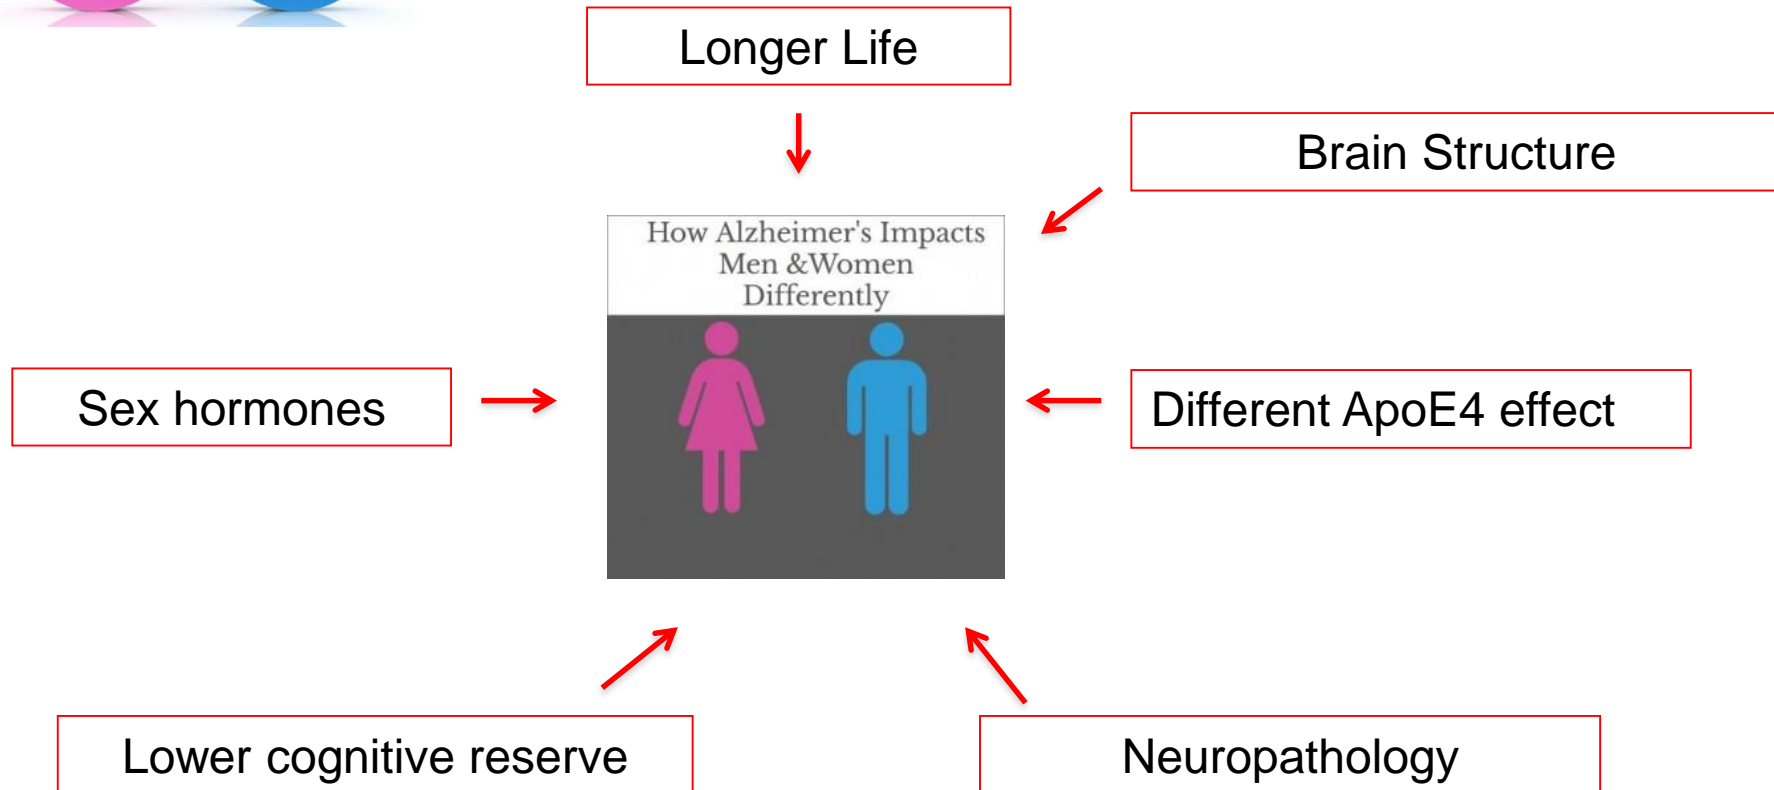 Longer Life
Brain Structure
How Alzheimer's Impacts
Men &Women
Differently
Sex hormones
Different ApoE4 effect
Lower cognitive reserve
Neuropathology